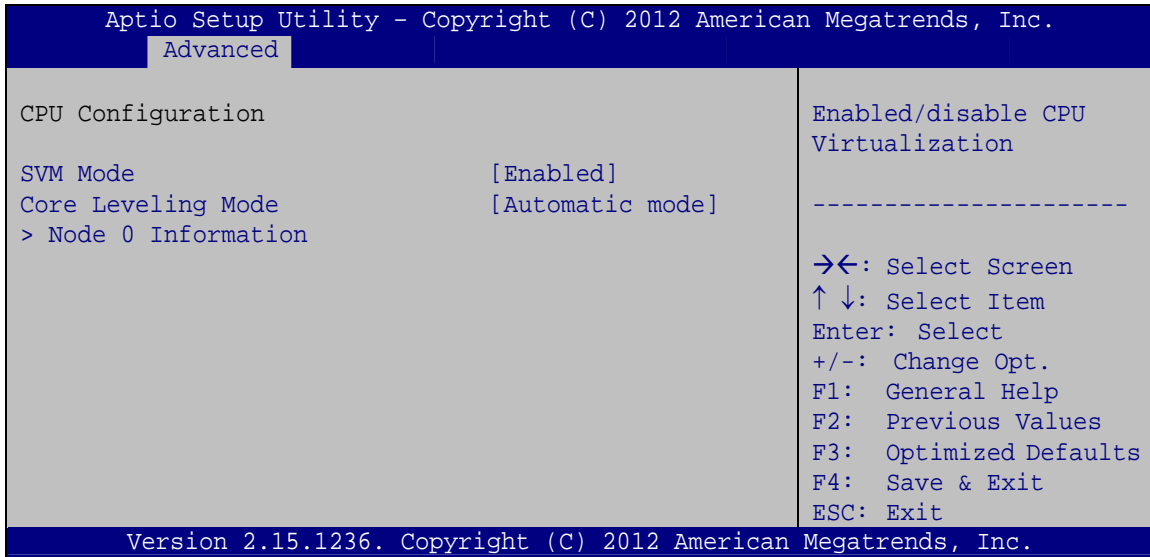 Aptio Setup Utility – Copyright (C) 2012 American Megatrends, Inc.
Advanced
CPU Configuration
SVM Mode [Enabled]
Core Leveling Mode [Automatic mode]
> Node 0 Information
Enabled/disable CPU
Virtualization
----------------------
→←: Select Screen
↑ ↓: Select Item
Enter: Select
+/-: Change Opt.
F1: General Help
F2: Previous Values
F3: Optimized Defaults
F4: Save & Exit
ESC: Exit
Version 2.15.1236. Copyright (C) 2012 American Megatrends, Inc.